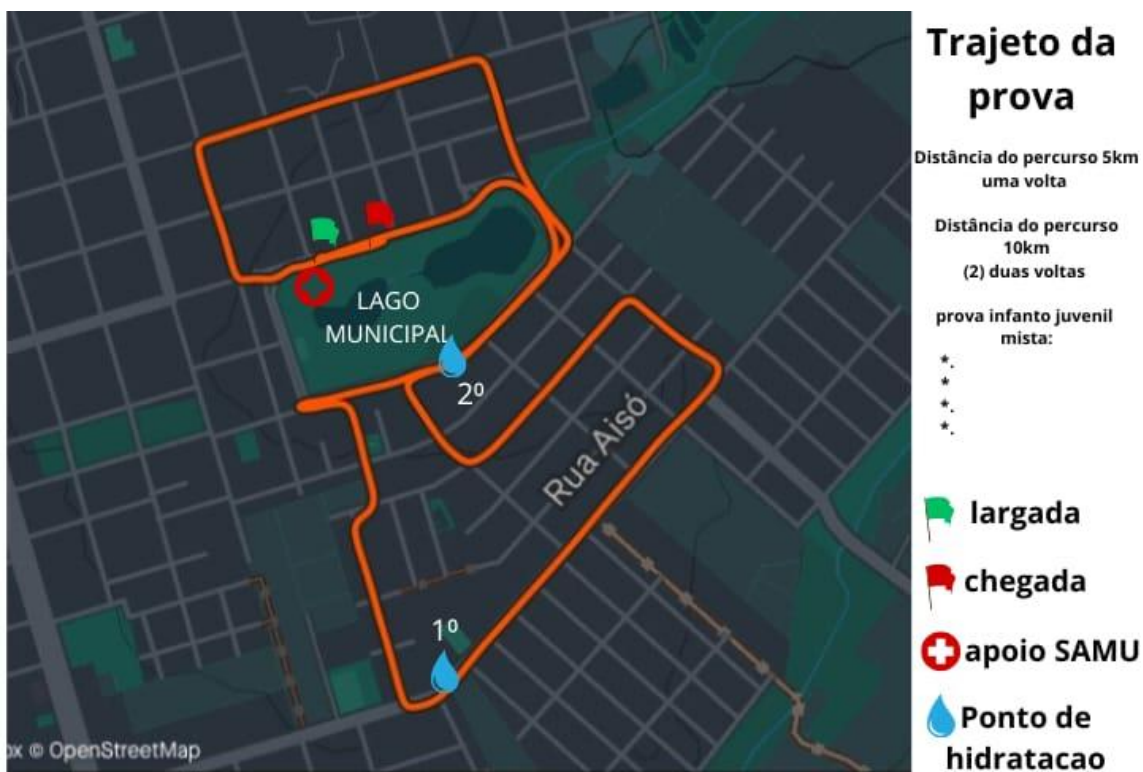 LAGO
MUNICIPAL
2º
Rua Aisó
1º
ox © OpenStreetMap
Trajeto da
prova
Distância do percurso 5km
uma volta
Distância do percurso
10km
(2) duas voltas
prova infanto juvenil
mista:
*.
*
*.
*.
largada
chegada
apoio SAMU
Ponto de
hidratacao